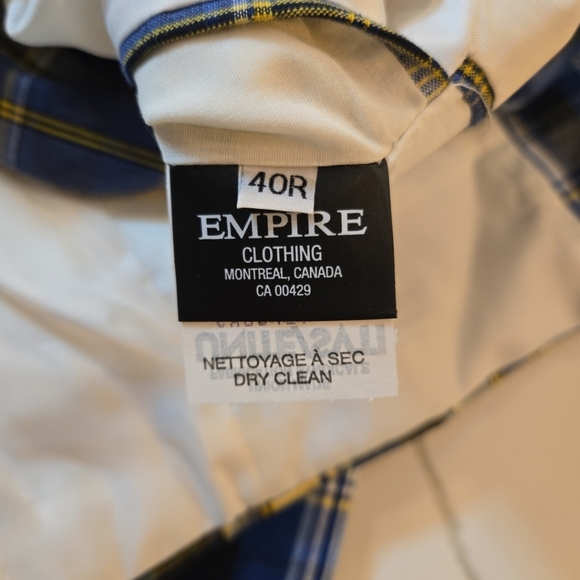 40R
EMPIRE
CLOTHING
MONTREAL, CANADA
CA 00429
NETTOYAGE À SEC
DRY CLEAN